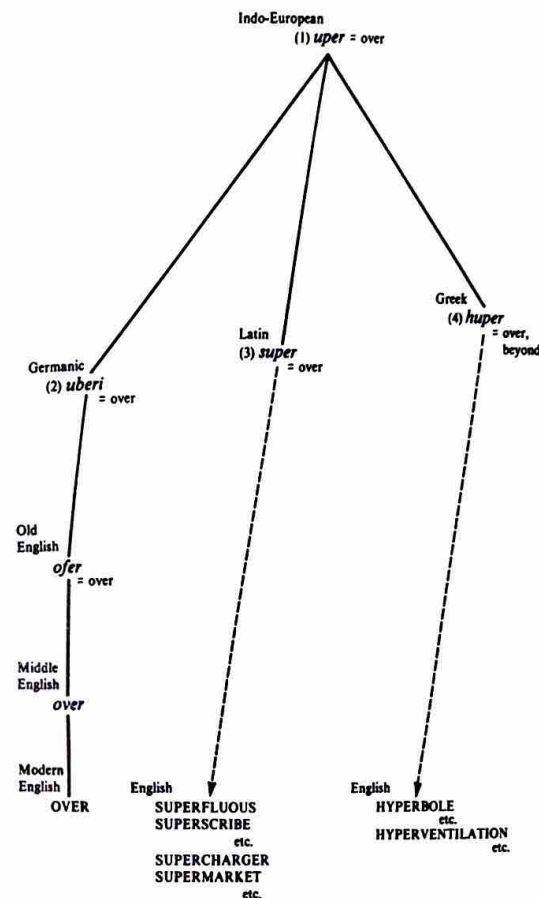 Indo-European
(1) uper = over
Greek
(4) huper
= over,
beyond
Latin
(3) super
= over
Germanic
(2) uberi
= over
Old
English
ofer
= over
Middle
English
over
Modern
English
OVER
English
SUPERFLUOUS
SUPERSCRIBE
etc.
SUPERCHARGER
SUPERMARKET
etc.
English
HYPERBOLE
etc.
HYPERVENTILATION
etc.